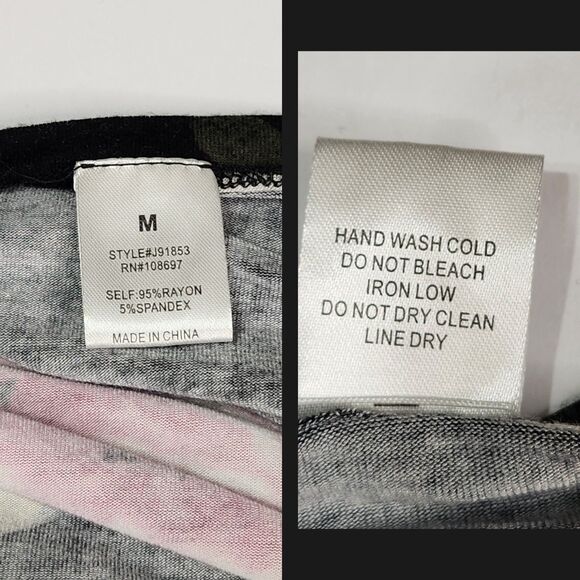 M
STYLE#J91853
RN#108697
SELF:95%RAYON
5%SPANDEX
MADE IN CHINA
HAND WASH COLD
DO NOT BLEACH
IRON LOW
DO NOT DRY CLEAN
LINE DRY